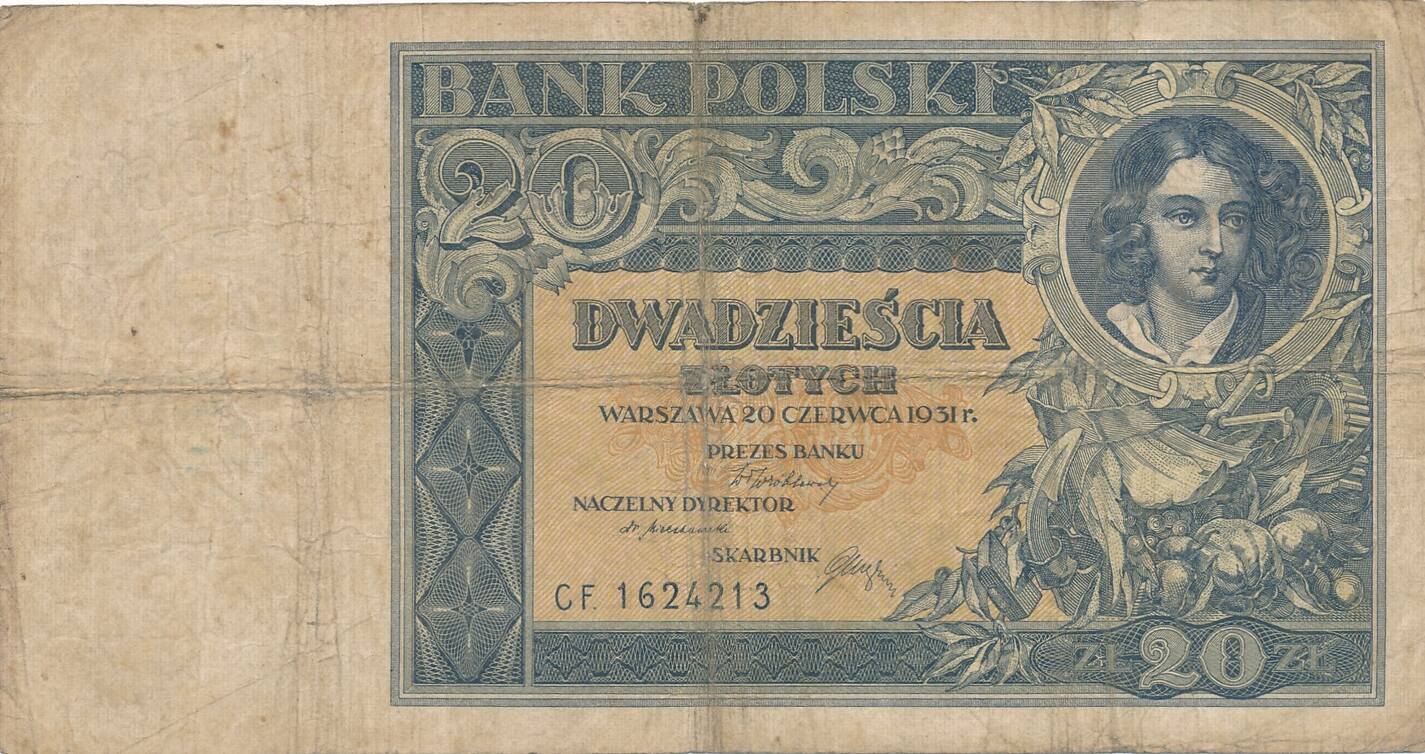 BANK POLSKI
20
DWADZIEŚCIA
ZŁOTYCH
WARSZAWA 20 CZERWCA 1931 r.
PREZES BANKU
NACZELNY DYREKTOR
SKARBNIK
CF. 1624213
ZŁ 20 ZŁ